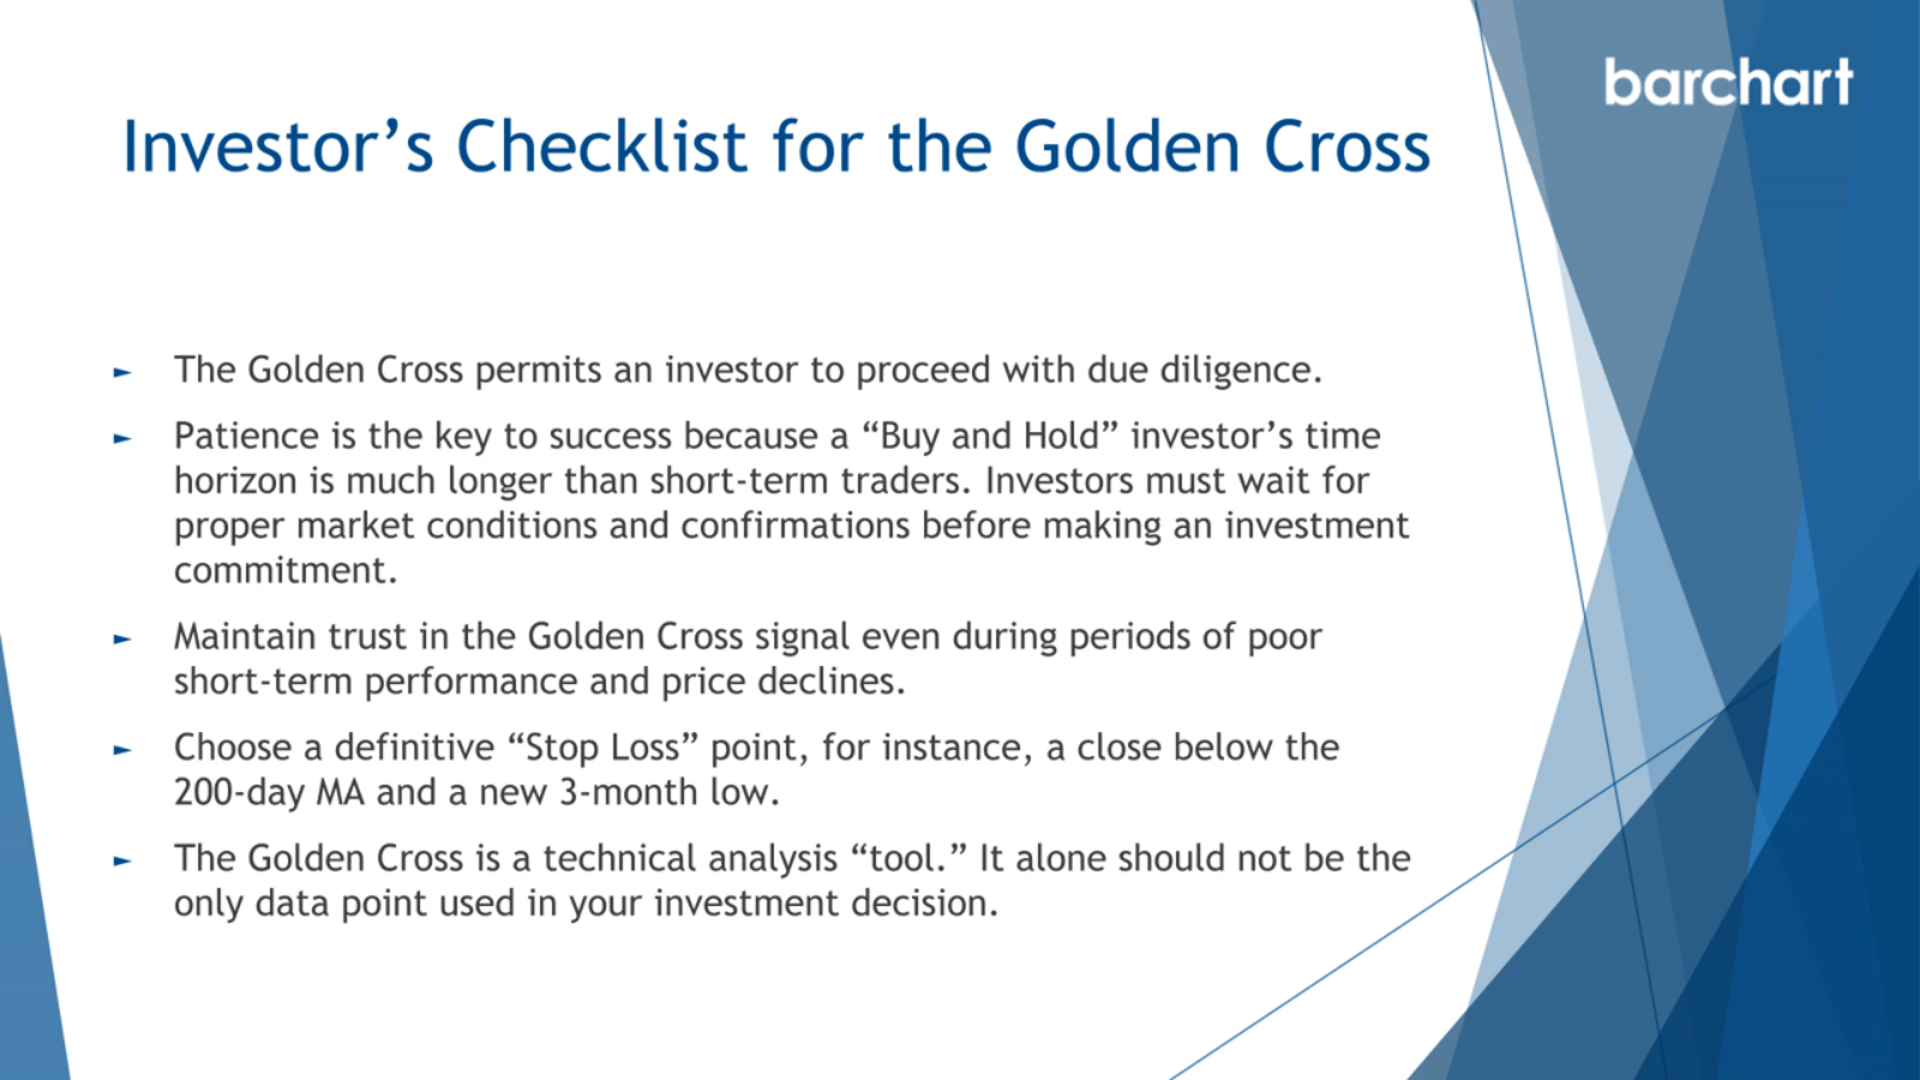 barchart
Investor’s Checklist for the Golden Cross
► The Golden Cross permits an investor to proceed with due diligence.
► Patience is the key to success because a “Buy and Hold” investor’s time
horizon is much longer than short-term traders. Investors must wait for
proper market conditions and confirmations before making an investment
commitment.
► Maintain trust in the Golden Cross signal even during periods of poor
short-term performance and price declines.
► Choose a definitive “Stop Loss” point, for instance, a close below the
200-day MA and a new 3-month low.
► The Golden Cross is a technical analysis “tool.” It alone should not be the
only data point used in your investment decision.